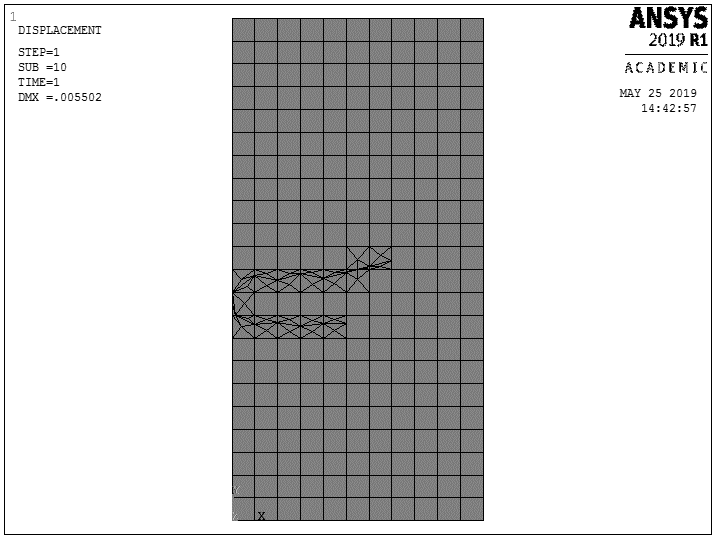 1
DISPLACEMENT
STEP=1
SUB =10
TIME=1
DMX =.005502
ANSYS
2019 R1
ACADEMIC
MAY 25 2019
14:42:57
Y
X